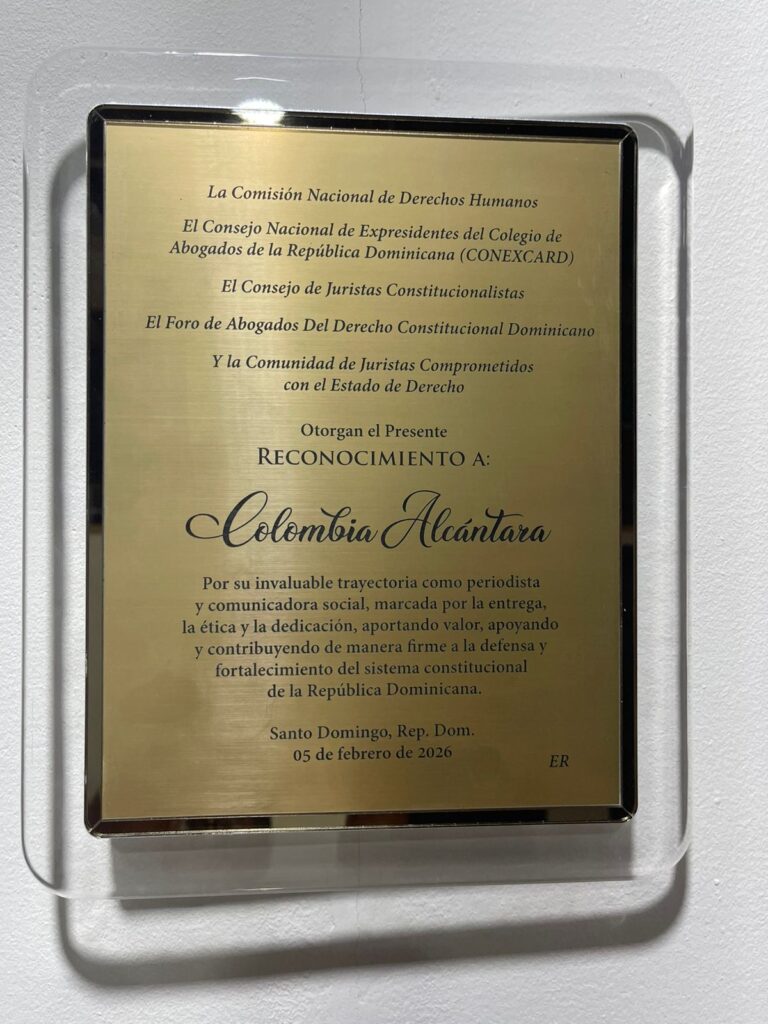 La Comisión Nacional de Derechos Humanos
El Consejo Nacional de Expresidentes del Colegio de
Abogados de la República Dominicana (CONEXCARD)
El Consejo de Juristas Constitucionalistas
El Foro de Abogados Del Derecho Constitucional Dominicano
Y la Comunidad de Juristas Comprometidos
con el Estado de Derecho
Otorgan el Presente
RECONOCIMIENTO A:
Colombia Alcántara
Por su invaluable trayectoria como periodista
y comunicadora social, marcada por la entrega,
la ética y la dedicación, aportando valor, apoyando
y contribuyendo de manera firme a la defensa y
fortalecimiento del sistema constitucional
de la República Dominicana.
Santo Domingo, Rep. Dom.
05 de febrero de 2026
ER